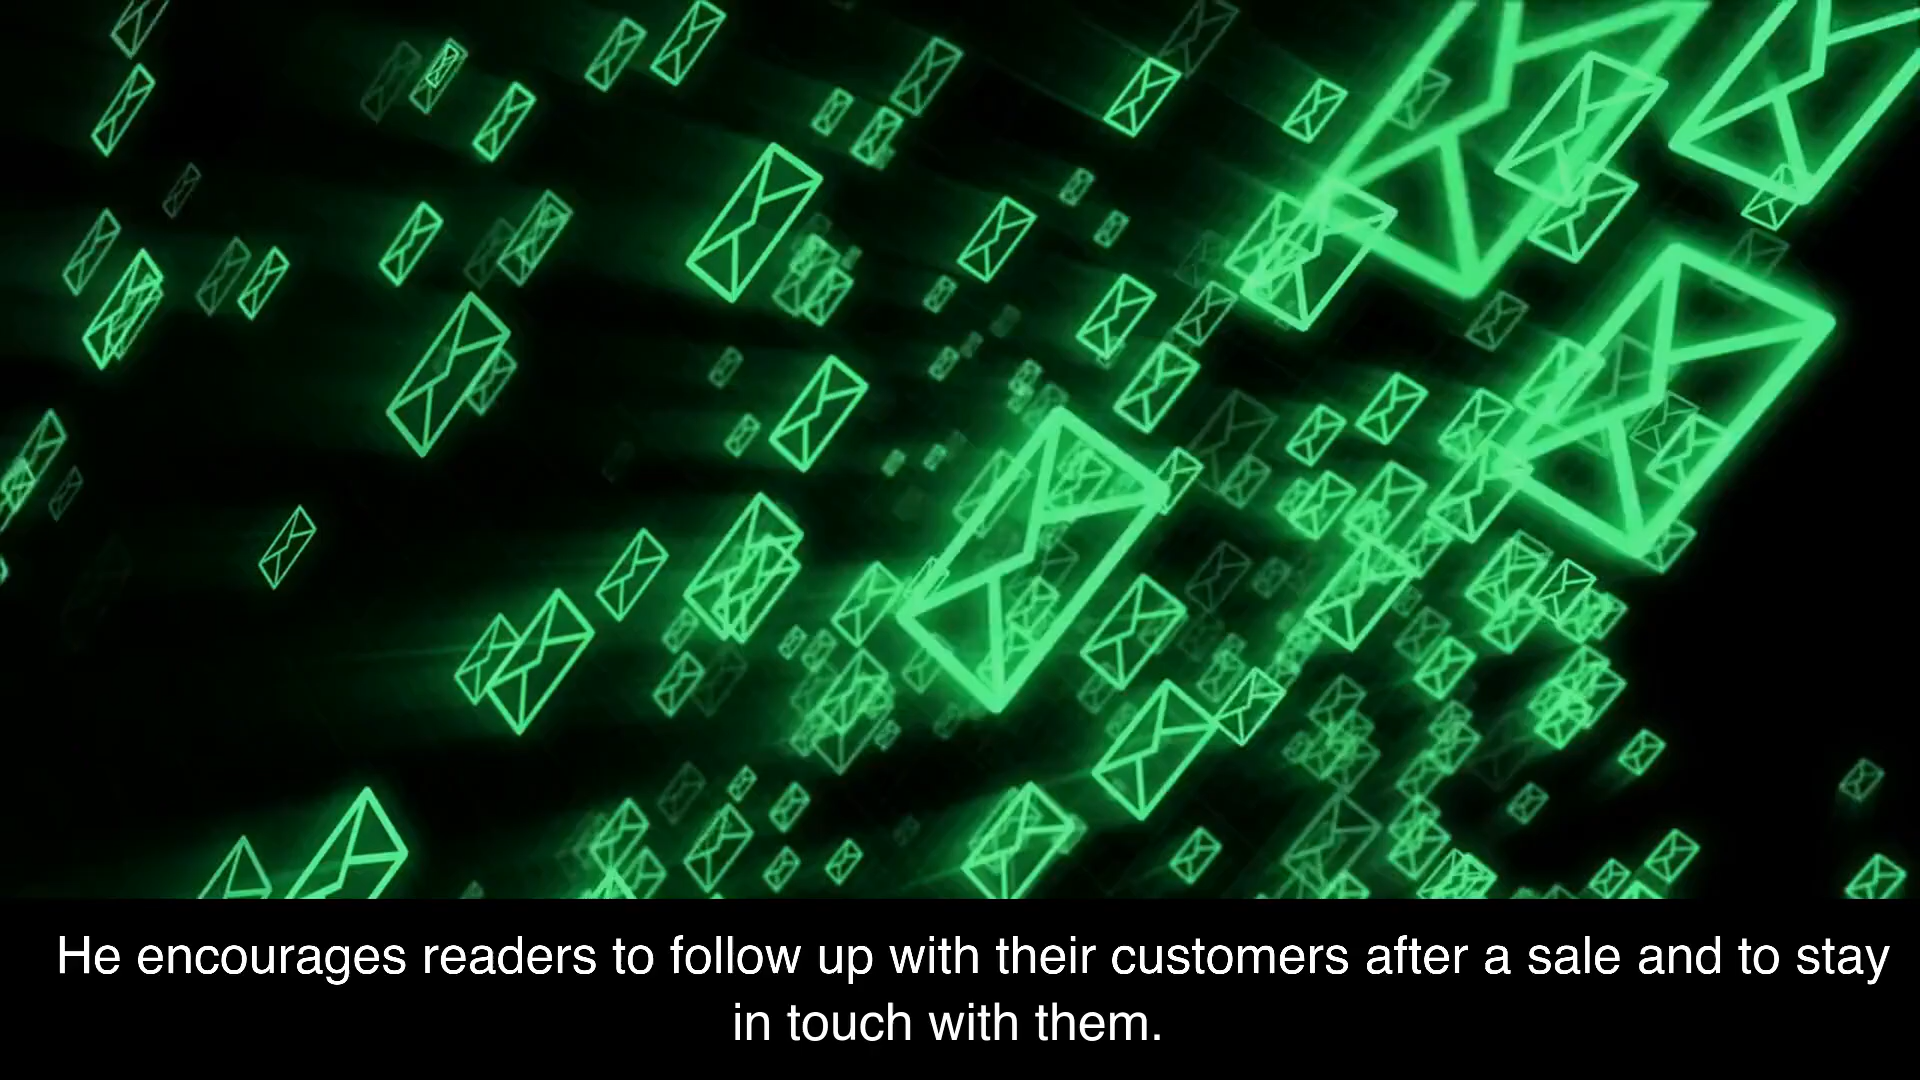 He encourages readers to follow up with their customers after a sale and to stay
in touch with them.